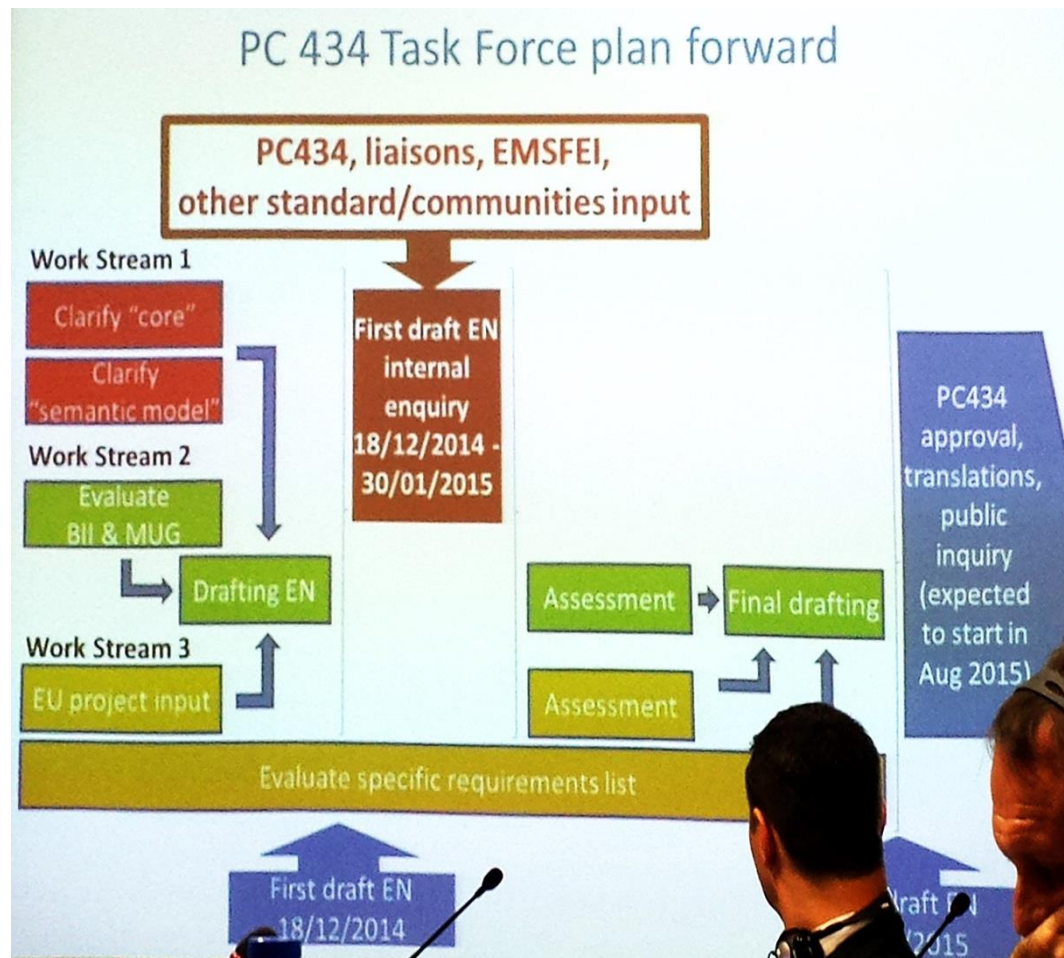 PC 434 Task Force plan forward
PC434, liaisons, EMSFEI,
other standard/communities input
Work Stream 1
Clarify “core”
Clarify
“semantic model”
Work Stream 2
Evaluate
BII & MUG
Drafting EN
Work Stream 3
EU project input
First draft EN
internal
enquiry
18/12/2014 -
30/01/2015
Assessment
Final drafting
Assessment
PC434
approval,
translations,
public
inquiry
(expected
to start in
Aug 2015)
Evaluate specific requirements list
First draft EN
18/12/2014
draft EN
/2015